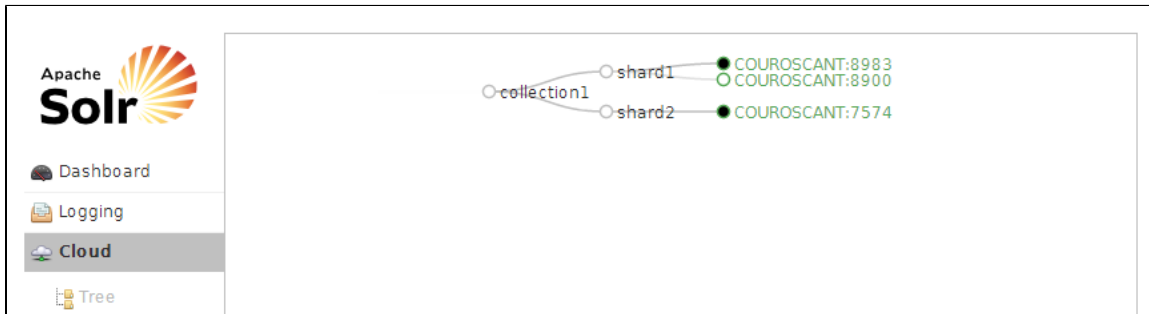 Apache
Solr
Dashboard
Logging
Cloud
Tree
collection1
shard1
shard2
COUROSCANT:8983
COUROSCANT:8900
COUROSCANT:7574